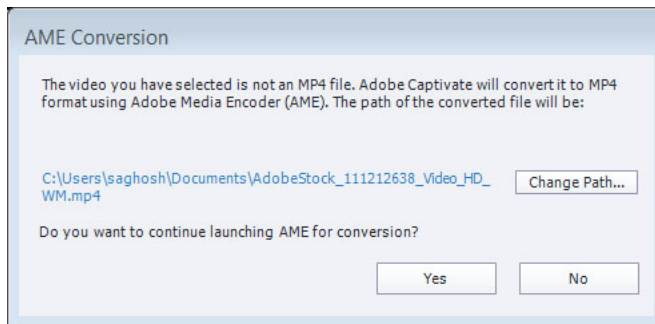 AME Conversion
The video you have selected is not an MP4 file. Adobe Captivate will convert it to MP4
format using Adobe Media Encoder (AME). The path of the converted file will be:
C:\Users\saghosh\Documents\AdobeStock_111212638_Video_HD_
WM.mp4
Change Path...
Do you want to continue launching AME for conversion?
Yes
No